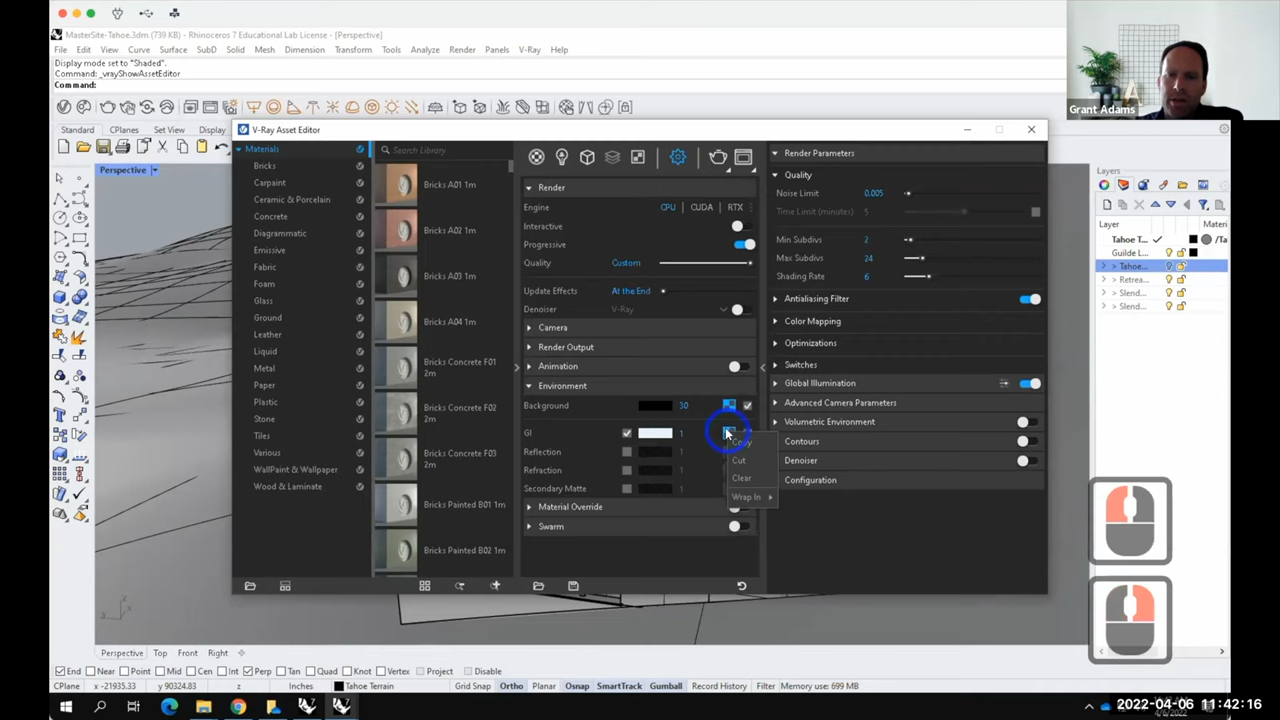 MasterSite-Tahoe.3dm (739 KB) - Rhinoceros 7 Educational Lab License - [Perspective]
File Edit View Curve Surface SubD Solid Mesh Dimension Transform Tools Analyze Render Panels V-Ray Help
Display mode set to "Shaded".
Command: _vrayShowAssetEditor
Command:
Grant Adams
Standard CPlanes Set View Display
V-Ray Asset Editor
Perspective
Materials
Bricks
Carpaint
Ceramic & Porcelain
Concrete
Diagrammatic
Emissive
Fabric
Foam
Glass
Ground
Leather
Liquid
Metal
Paper
Plastic
Stone
Tiles
Various
WallPaint & Wallpaper
Wood & Laminate
Search Library
Bricks A01 1m
Bricks A02 1m
Bricks A03 1m
Bricks A04 1m
Bricks Concrete F01
2m
Bricks Concrete F02
2m
Bricks Concrete F03
2m
Bricks Painted B01 1m
Bricks Painted B02 1m
Render
Engine CPU CUDA RTX
Interactive
Progressive
Quality Custom
Update Effects At the End
Denoiser V-Ray
Camera
Render Output
Animation
Environment
Background 30
GI 1
Reflection 1
Refraction 1
Secondary Matte 1
Material Override
Swarm
Copy
Cut
Clear
Wrap In
Render Parameters
Quality
Noise Limit 0.005
Time Limit (minutes) 5
Min Subdivs 2
Max Subdivs 24
Shading Rate 6
Antialiasing Filter
Color Mapping
Optimizations
Switches
Global Illumination
Advanced Camera Parameters
Volumetric Environment
Contours
Denoiser
Configuration
Layers
Layer Materi
Tahoe T... /Ta
Guilde L...
> Tahoe...
> Retrea...
> Slend...
> Slend...
Perspective Top Front Right
End Near Point Mid Cen Int Perp Tan Quad Knot Vertex Project Disable
CPlane x -21935.33 y 90324.83 z Inches Tahoe Terrain Grid Snap Ortho Planar Osnap SmartTrack Gumball Record History Filter Memory use: 699 MB
2022-04-06 11:42:16